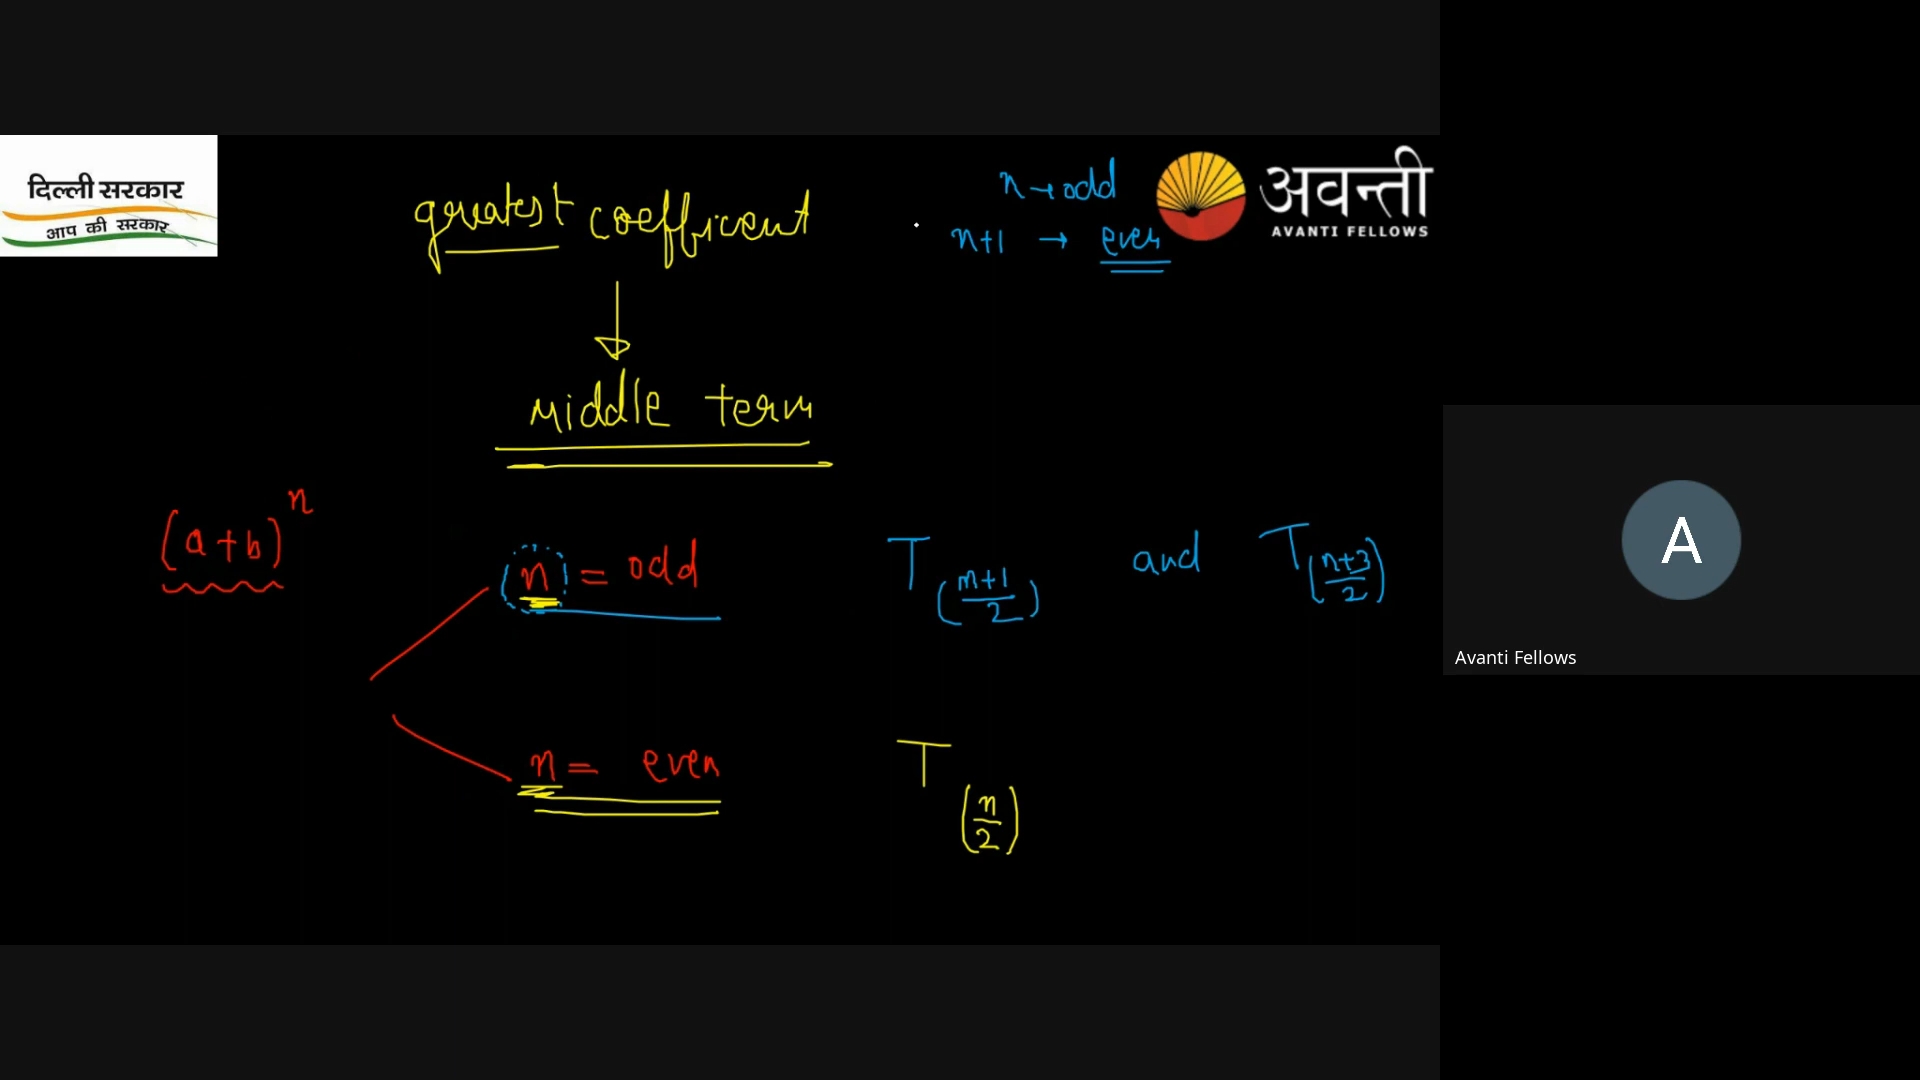 दिल्ली सरकार
आप की सरकार
greatest coefficient
n → odd
n+1 → even
अवन्ती
AVANTI FELLOWS
middle term
(a+b)^n
n = odd T_((n+1)/2) and T_((n+3)/2)
n = even T_(n/2)
A
Avanti Fellows